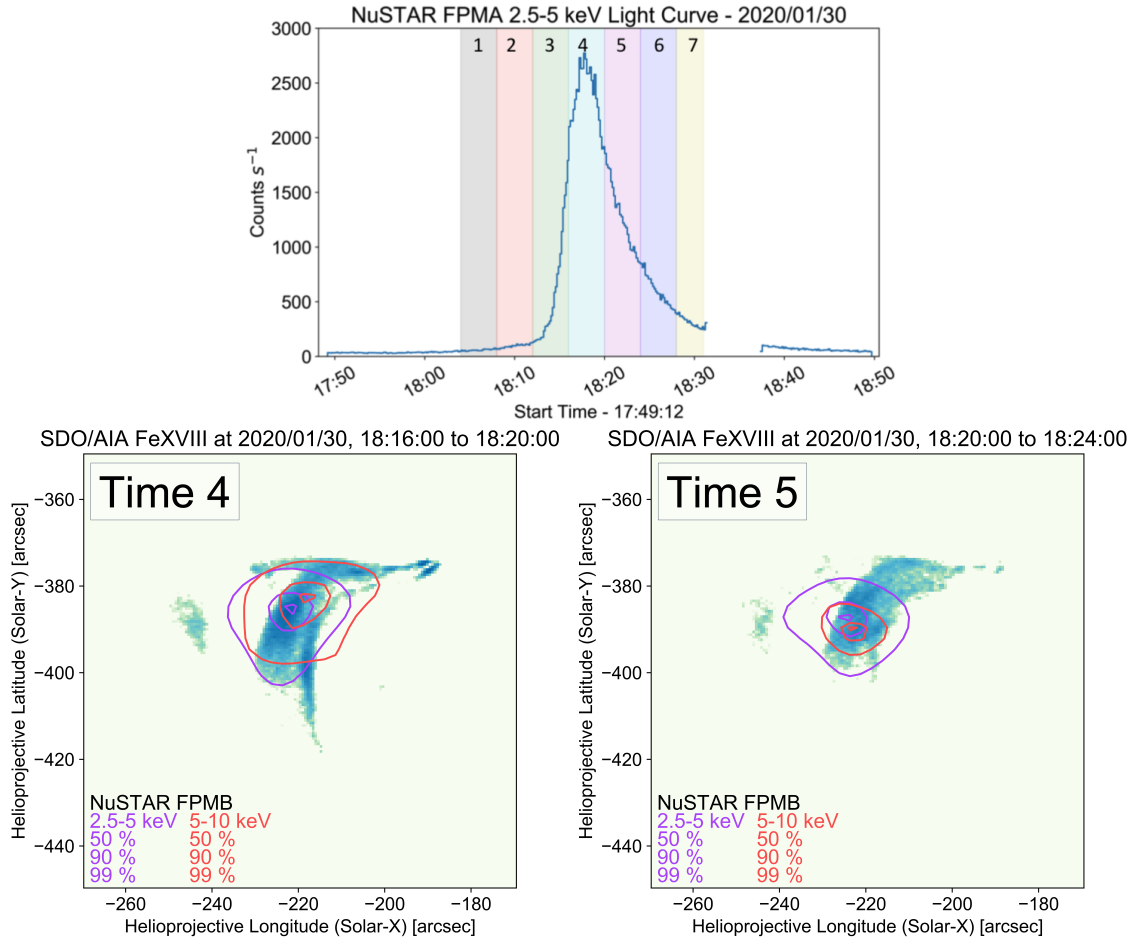 NuSTAR FPMA 2.5-5 keV Light Curve - 2020/01/30
3000
2500
2000
1500
1000
500
0
Counts s⁻¹
1 2 3 4 5 6 7
17:50 18:00 18:10 18:20 18:30 18:40 18:50
Start Time - 17:49:12
SDO/AIA FeXVIII at 2020/01/30, 18:16:00 to 18:20:00
Time 4
Helioprojective Latitude (Solar-Y) [arcsec]
−360
−380
−400
−420
−440
NuSTAR FPMB
2.5-5 keV 5-10 keV
50 % 50 %
90 % 90 %
99 % 99 %
−260 −240 −220 −200 −180
Helioprojective Longitude (Solar-X) [arcsec]
SDO/AIA FeXVIII at 2020/01/30, 18:20:00 to 18:24:00
Time 5
Helioprojective Latitude (Solar-Y) [arcsec]
−360
−380
−400
−420
−440
NuSTAR FPMB
2.5-5 keV 5-10 keV
50 % 50 %
90 % 90 %
99 % 99 %
−260 −240 −220 −200 −180
Helioprojective Longitude (Solar-X) [arcsec]